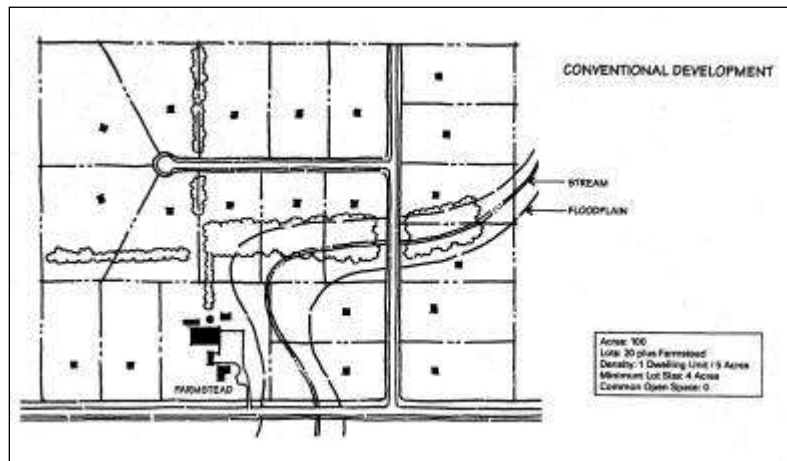 CONVENTIONAL DEVELOPMENT
STREAM
FLOODPLAIN
FARMSTEAD
Acres: 100
Lots: 20 plus Farmstead
Density: 1 Dwelling Unit / 5 Acres
Minimum Lot Size: 4 Acres
Common Open Space: 0